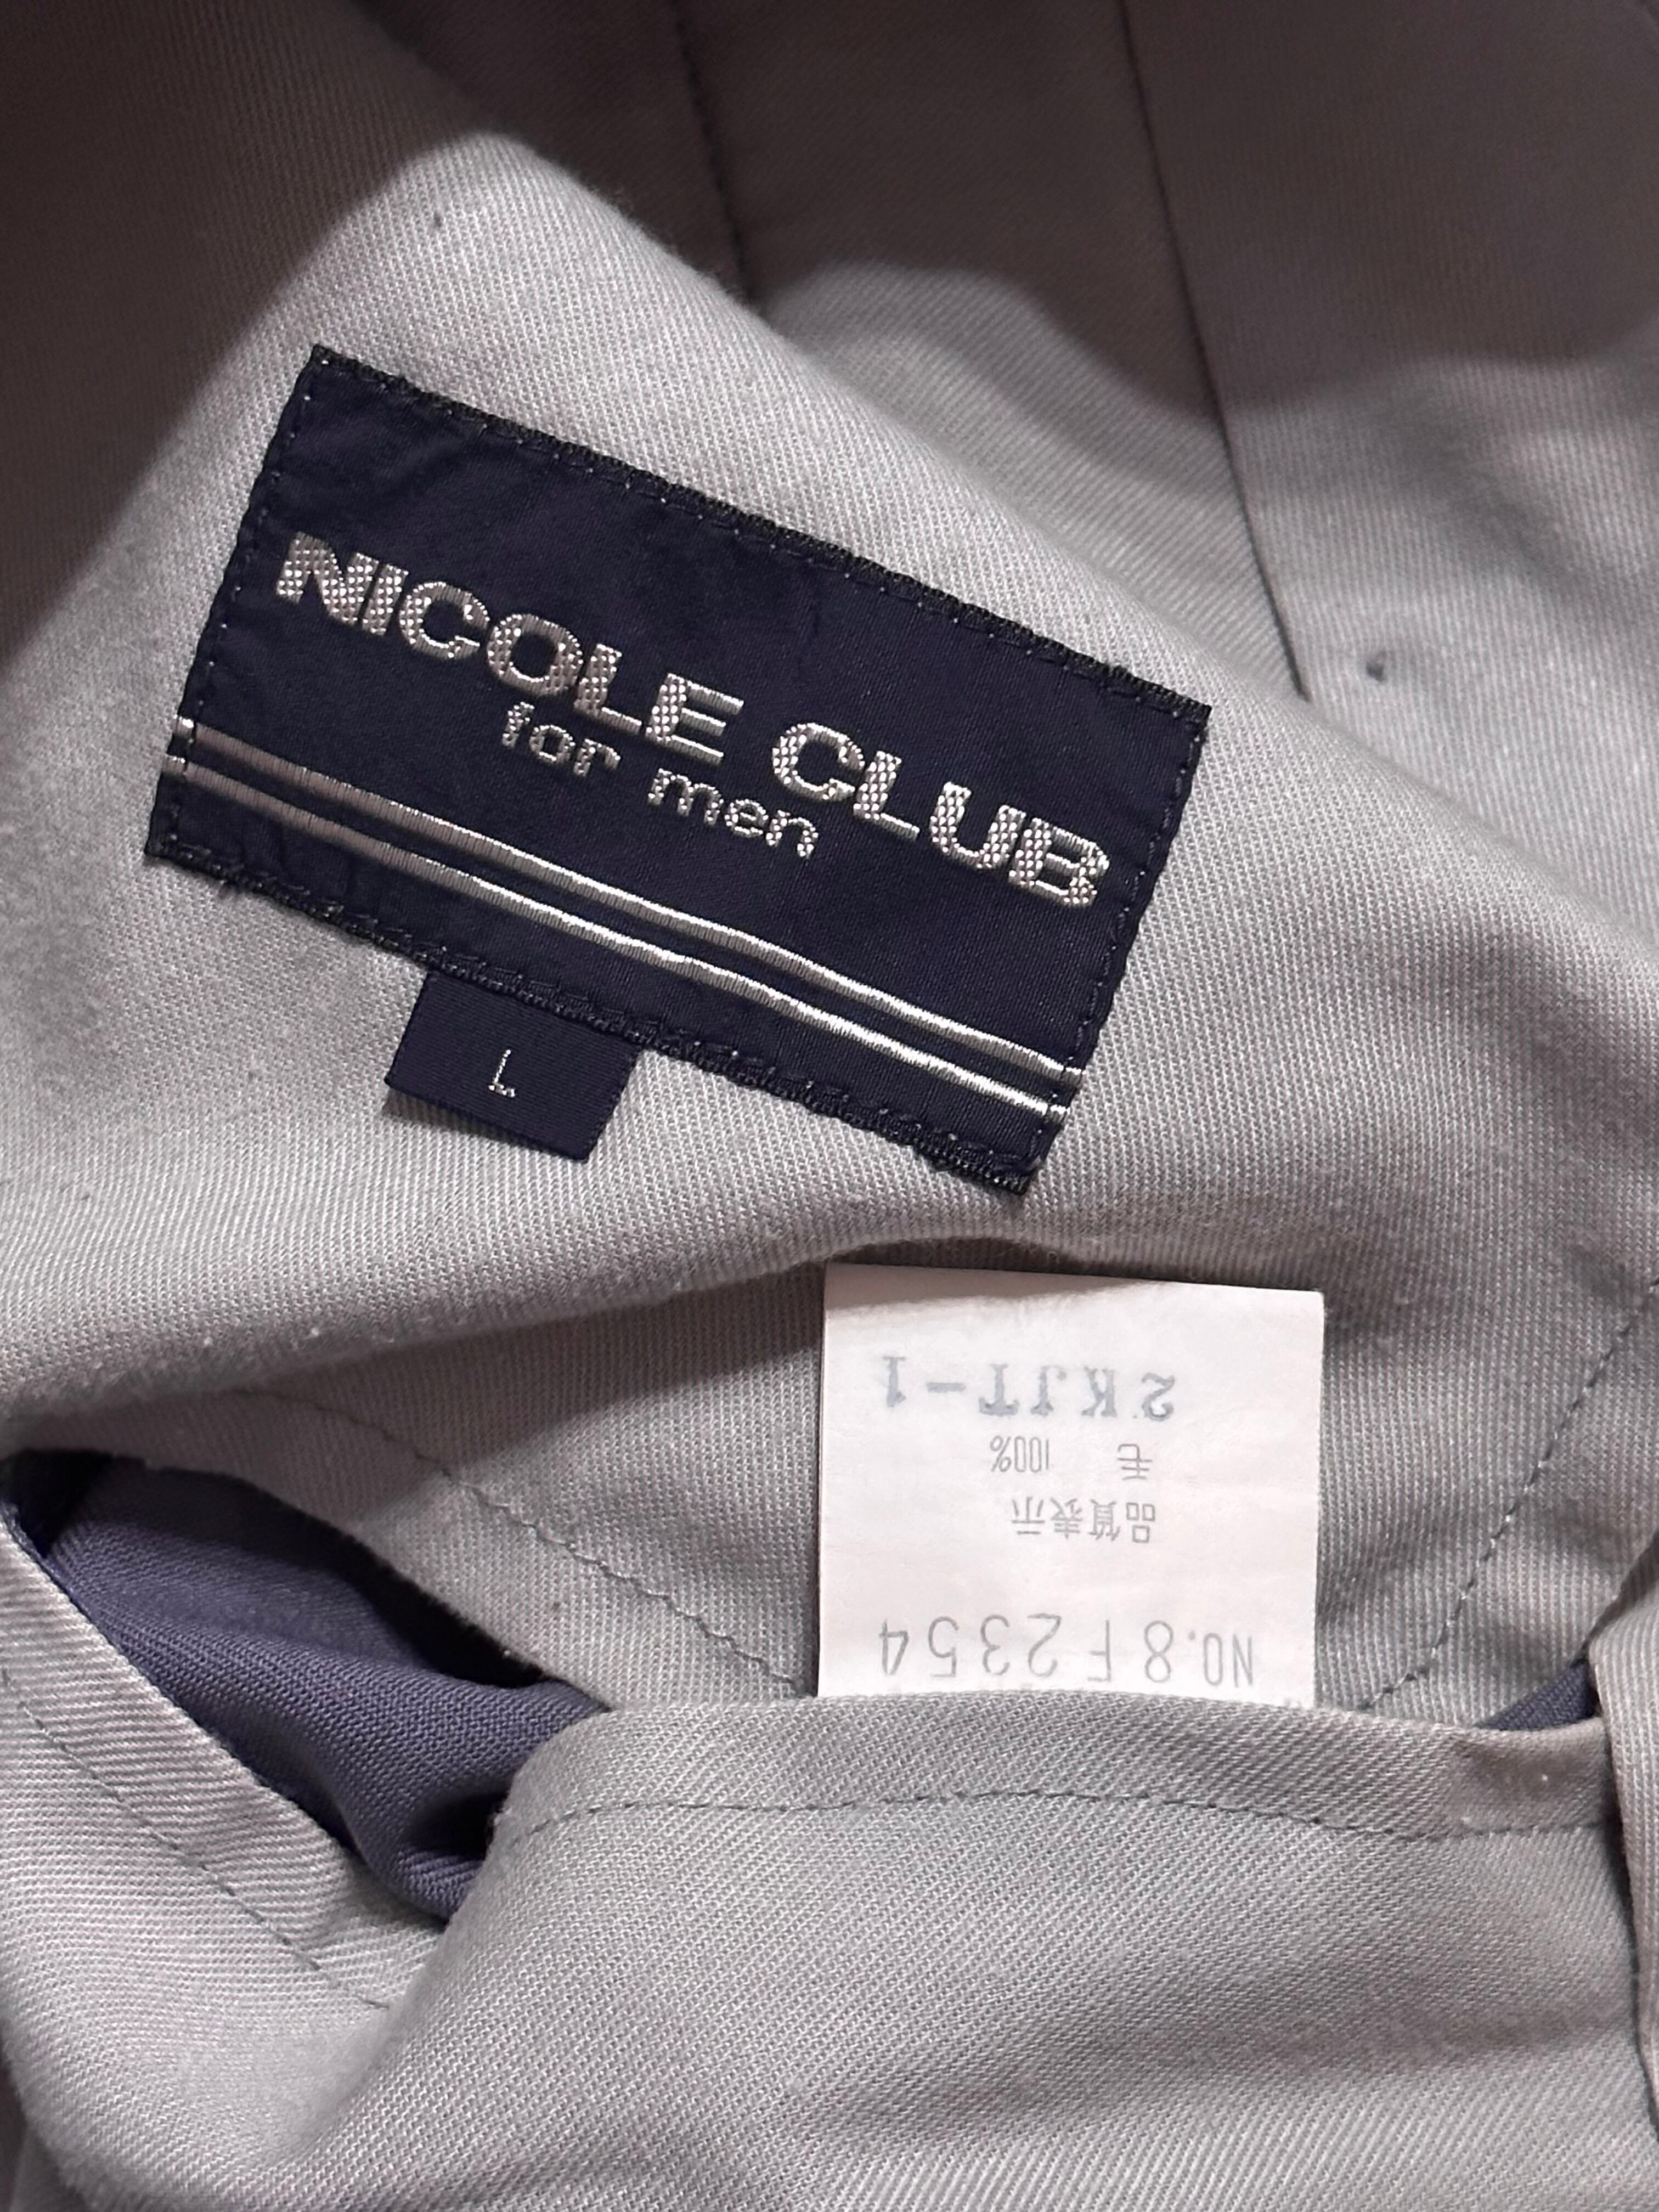 NICOLE CLUB
for men
L
NO.8F2354
品質表示
毛 100%
2KJT-1